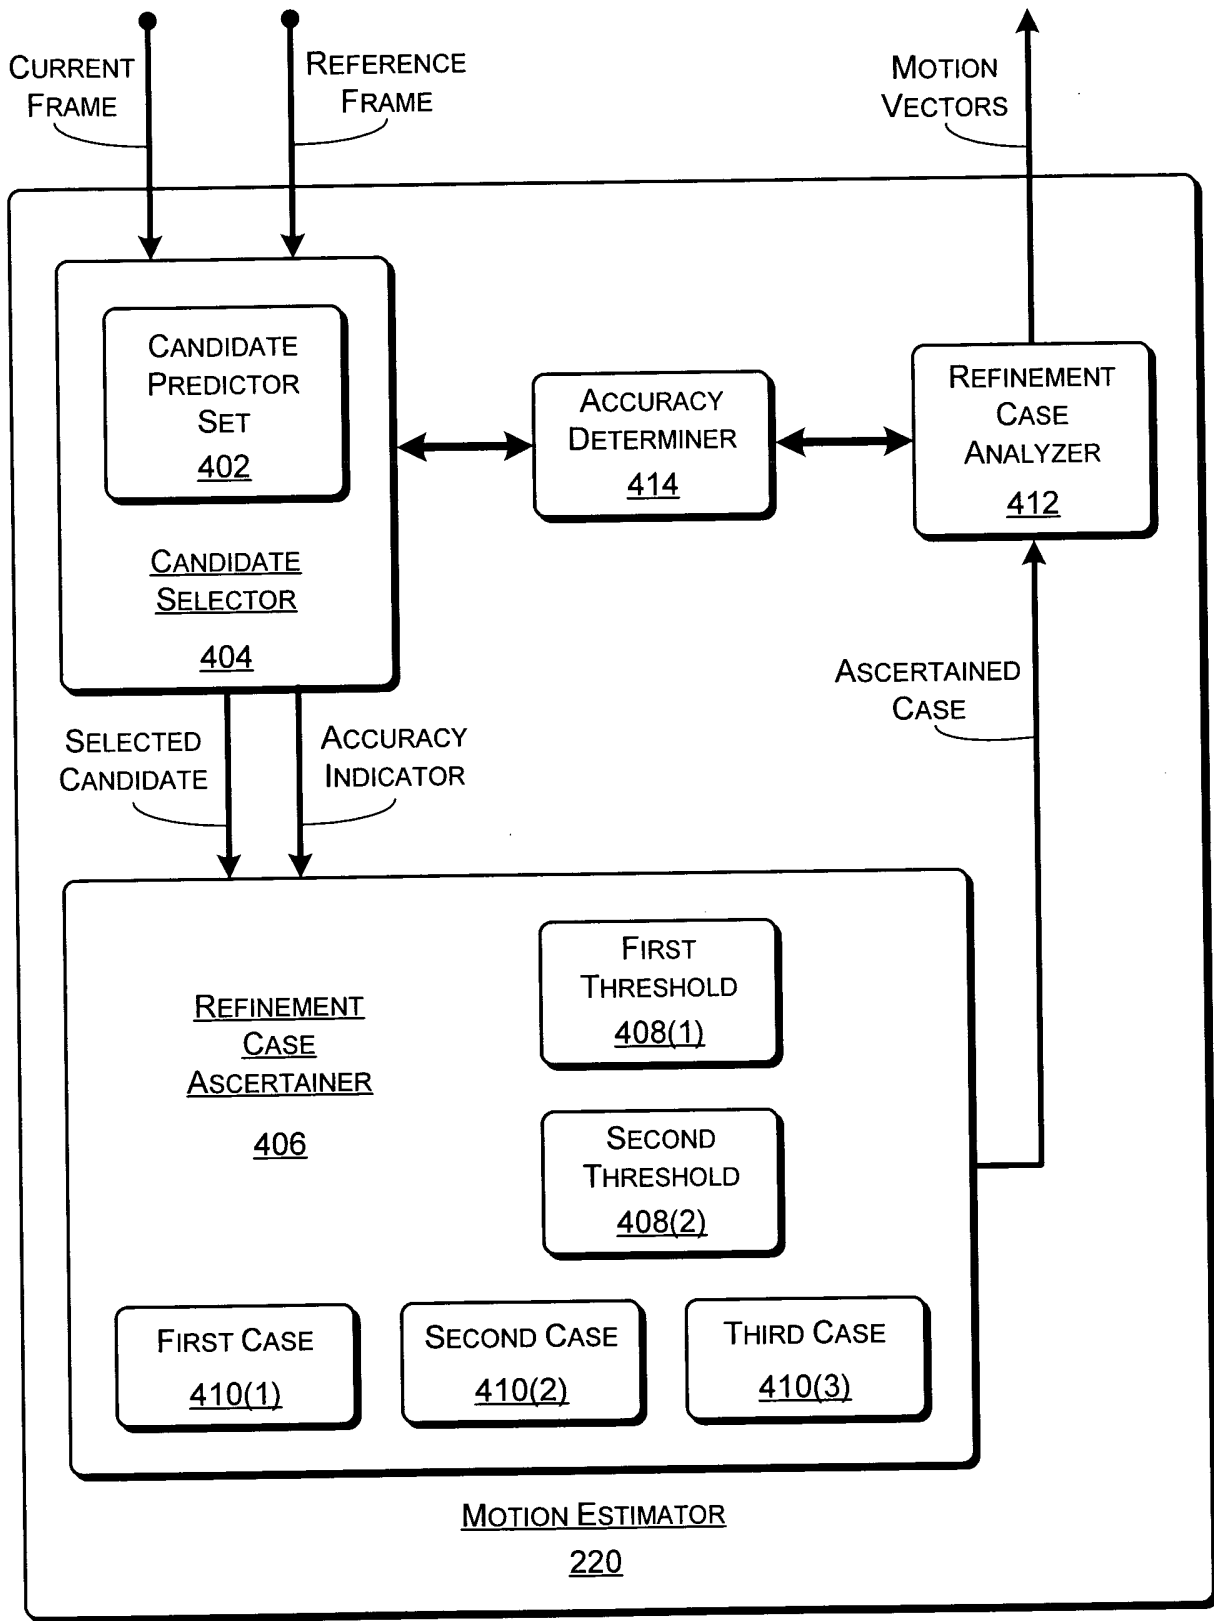 CURRENT
FRAME
REFERENCE
FRAME
MOTION
VECTORS
CANDIDATE
PREDICTOR
SET
402
CANDIDATE
SELECTOR
404
ACCURACY
DETERMINER
414
REFINEMENT
CASE
ANALYZER
412
SELECTED
CANDIDATE
ACCURACY
INDICATOR
ASCERTAINED
CASE
REFINEMENT
CASE
ASCERTAINER
406
FIRST
THRESHOLD
408(1)
SECOND
THRESHOLD
408(2)
FIRST CASE
410(1)
SECOND CASE
410(2)
THIRD CASE
410(3)
MOTION ESTIMATOR
220